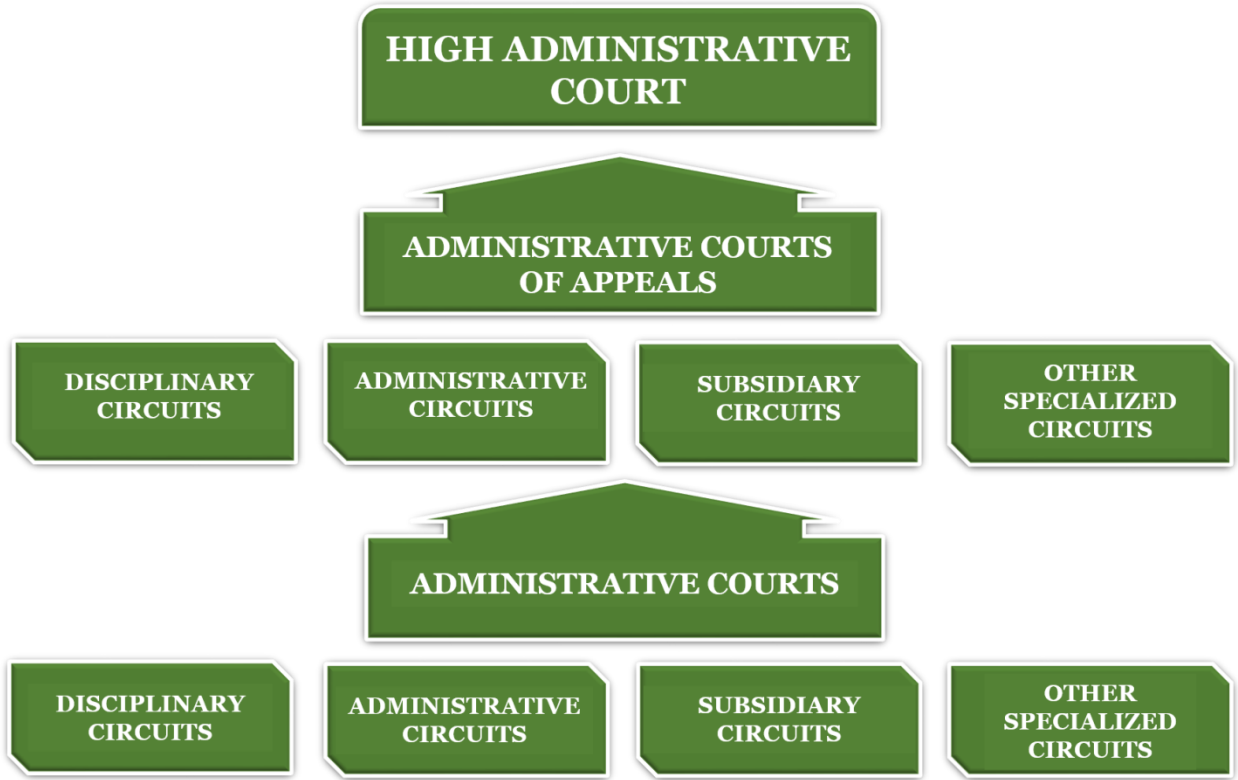 HIGH ADMINISTRATIVE
COURT
ADMINISTRATIVE COURTS
OF APPEALS
DISCIPLINARY
CIRCUITS
ADMINISTRATIVE
CIRCUITS
SUBSIDIARY
CIRCUITS
OTHER
SPECIALIZED
CIRCUITS
ADMINISTRATIVE COURTS
DISCIPLINARY
CIRCUITS
ADMINISTRATIVE
CIRCUITS
SUBSIDIARY
CIRCUITS
OTHER
SPECIALIZED
CIRCUITS